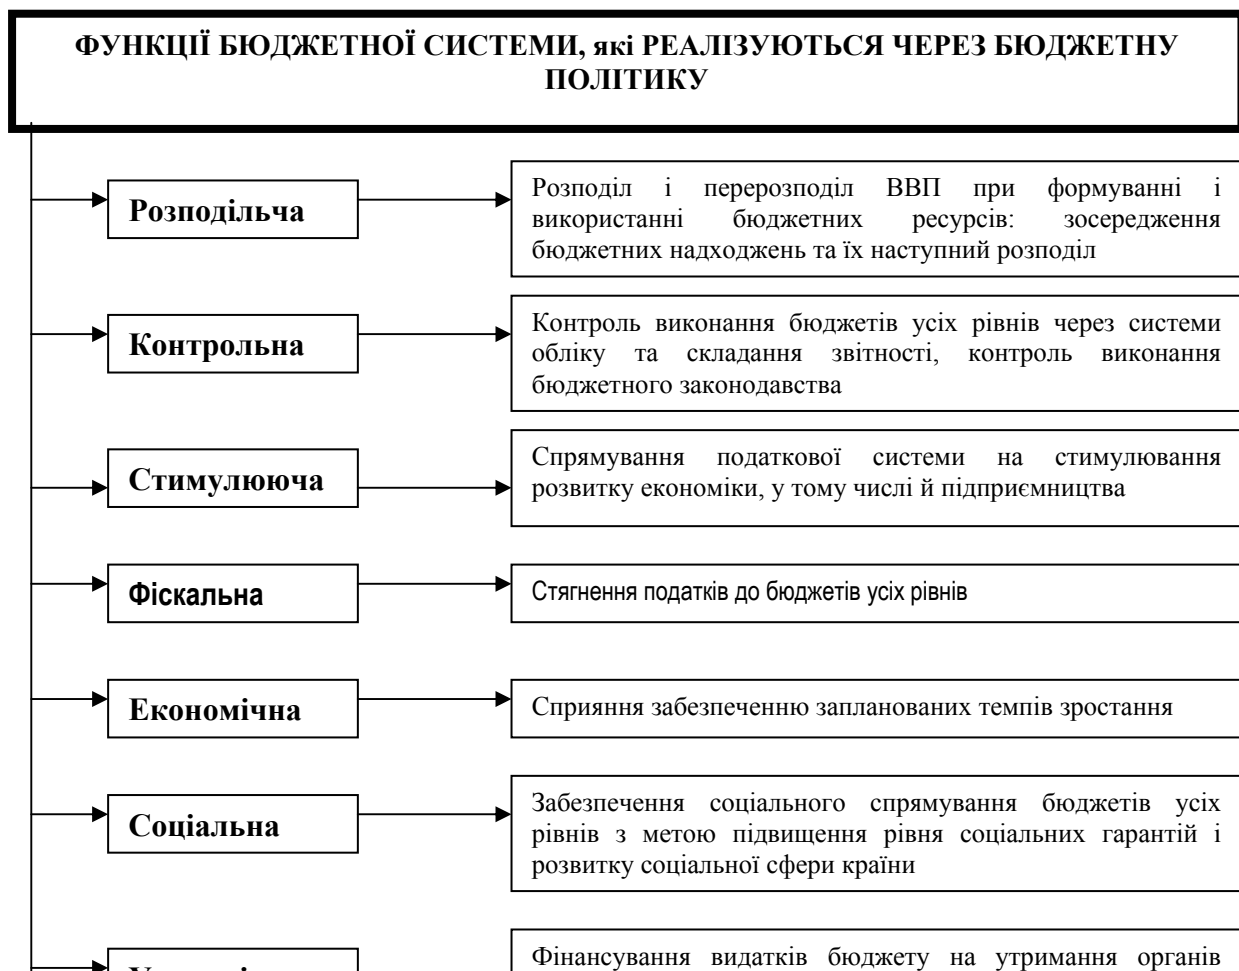 ФУНКЦІЇ БЮДЖЕТНОЇ СИСТЕМИ, які РЕАЛІЗУЮТЬСЯ ЧЕРЕЗ БЮДЖЕТНУ
ПОЛІТИКУ
Розподільча
Розподіл і перерозподіл ВВП при формуванні і
використанні бюджетних ресурсів: зосередження
бюджетних надходжень та їх наступний розподіл
Контрольна
Контроль виконання бюджетів усіх рівнів через системи
обліку та складання звітності, контроль виконання
бюджетного законодавства
Стимулююча
Спрямування податкової системи на стимулювання
розвитку економіки, у тому числі й підприємництва
Фіскальна
Стягнення податків до бюджетів усіх рівнів
Економічна
Сприяння забезпеченню запланованих темпів зростання
Соціальна
Забезпечення соціального спрямування бюджетів усіх
рівнів з метою підвищення рівня соціальних гарантій і
розвитку соціальної сфери країни
Фінансування видатків бюджету на утримання органів